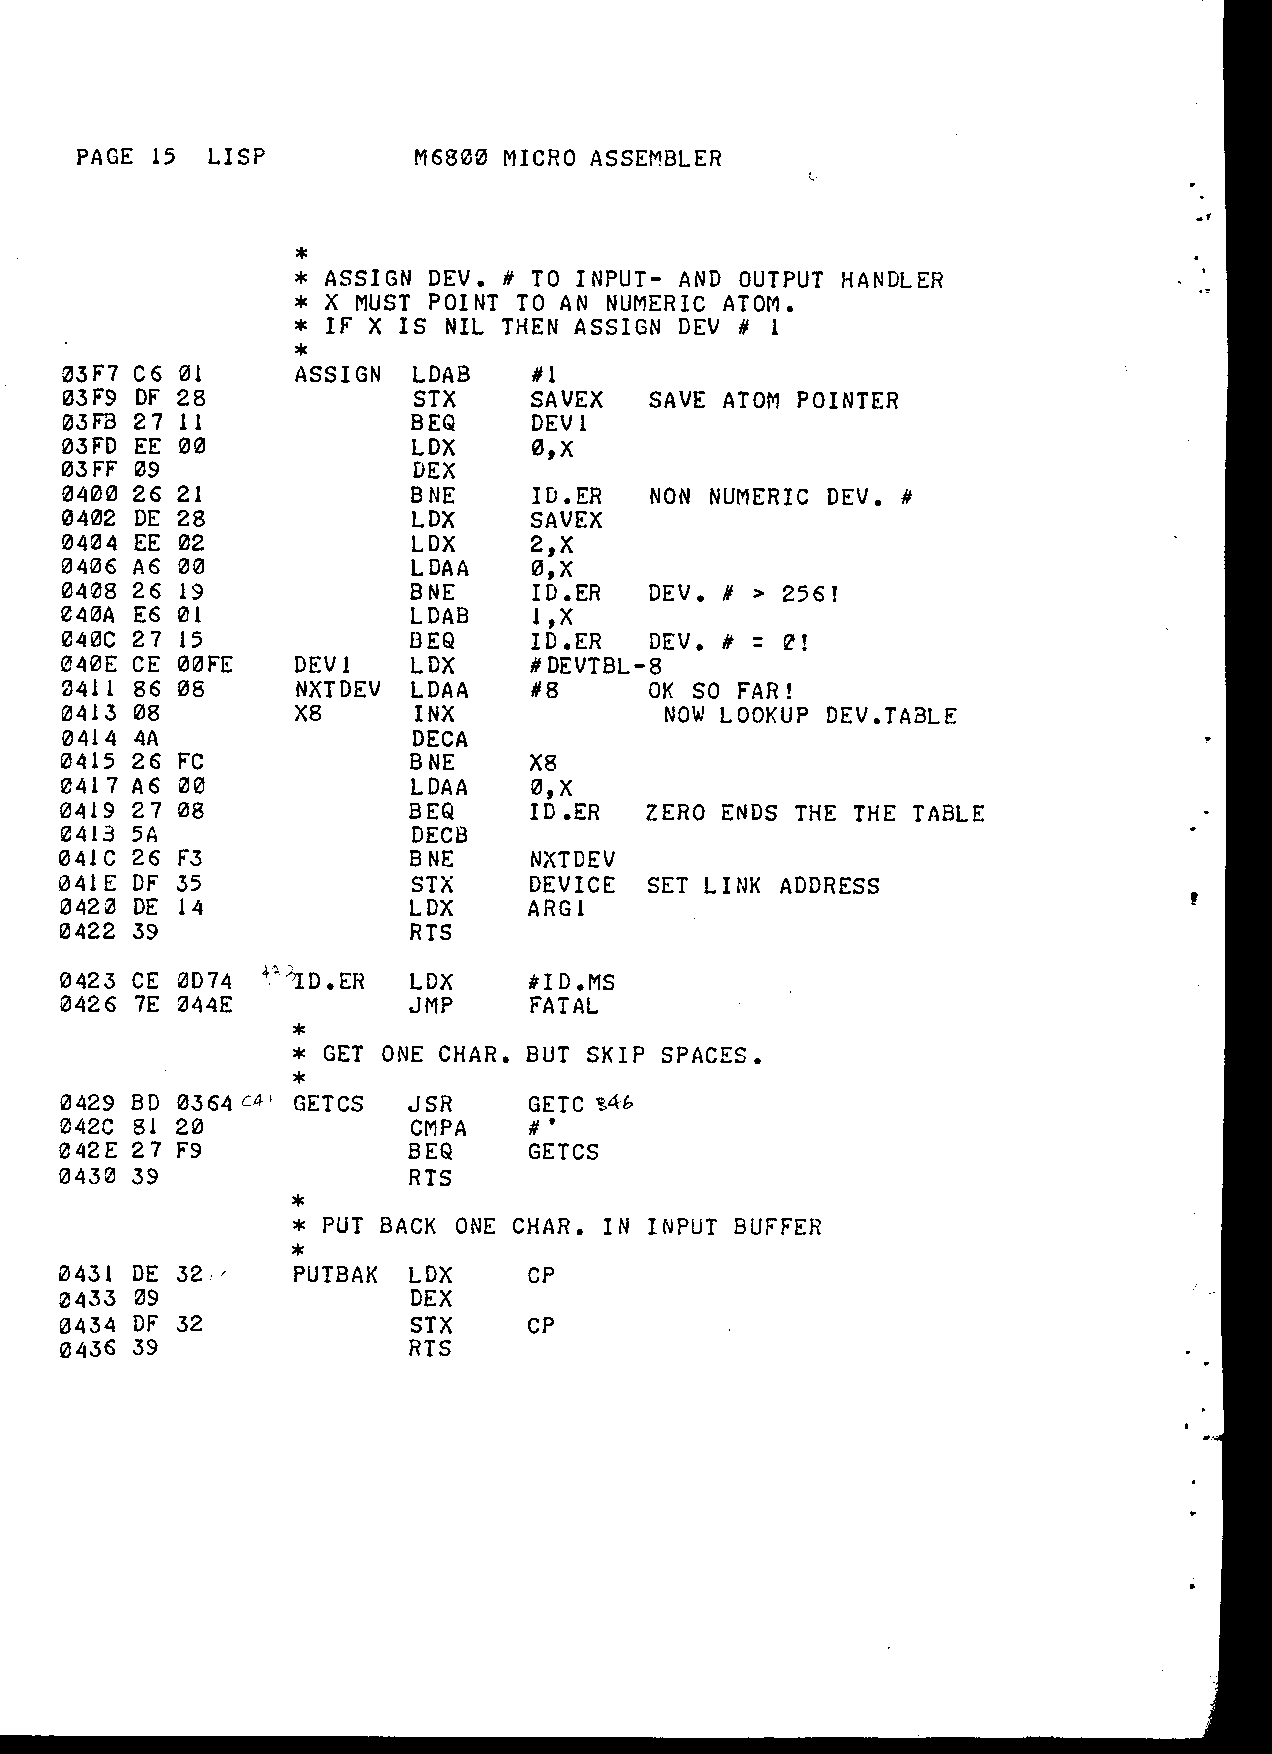 PAGE 15 LISP M6800 MICRO ASSEMBLER
*
* ASSIGN DEV. # TO INPUT- AND OUTPUT HANDLER
* X MUST POINT TO AN NUMERIC ATOM.
* IF X IS NIL THEN ASSIGN DEV # 1
*
03F7 C6 01 ASSIGN LDAB #1
03F9 DF 28 STX SAVEX SAVE ATOM POINTER
03FB 27 11 BEQ DEV1
03FD EE 00 LDX 0,X
03FF 09 DEX
0400 26 21 BNE ID.ER NON NUMERIC DEV. #
0402 DE 28 LDX SAVEX
0404 EE 02 LDX 2,X
0406 A6 00 LDAA 0,X
0408 26 19 BNE ID.ER DEV. # > 256!
040A E6 01 LDAB 1,X
040C 27 15 BEQ ID.ER DEV. # = 0!
040E CE 00FE DEV1 LDX #DEVTBL-8
0411 86 08 NXTDEV LDAA #8 OK SO FAR!
0413 08 X8 INX NOW LOOKUP DEV.TABLE
0414 4A DECA
0415 26 FC BNE X8
0417 A6 00 LDAA 0,X
0419 27 08 BEQ ID.ER ZERO ENDS THE THE TABLE
041B 5A DECB
041C 26 F3 BNE NXTDEV
041E DF 35 STX DEVICE SET LINK ADDRESS
0420 DE 14 LDX ARG1
0422 39 RTS
0423 CE 0D74 ID.ER LDX #ID.MS
0426 7E 044E JMP FATAL
*
* GET ONE CHAR. BUT SKIP SPACES.
*
0429 BD 0364 GETCS JSR GETC 346
042C 81 20 CMPA #'
042E 27 F9 BEQ GETCS
0430 39 RTS
*
* PUT BACK ONE CHAR. IN INPUT BUFFER
*
0431 DE 32 PUTBAK LDX CP
0433 09 DEX
0434 DF 32 STX CP
0436 39 RTS